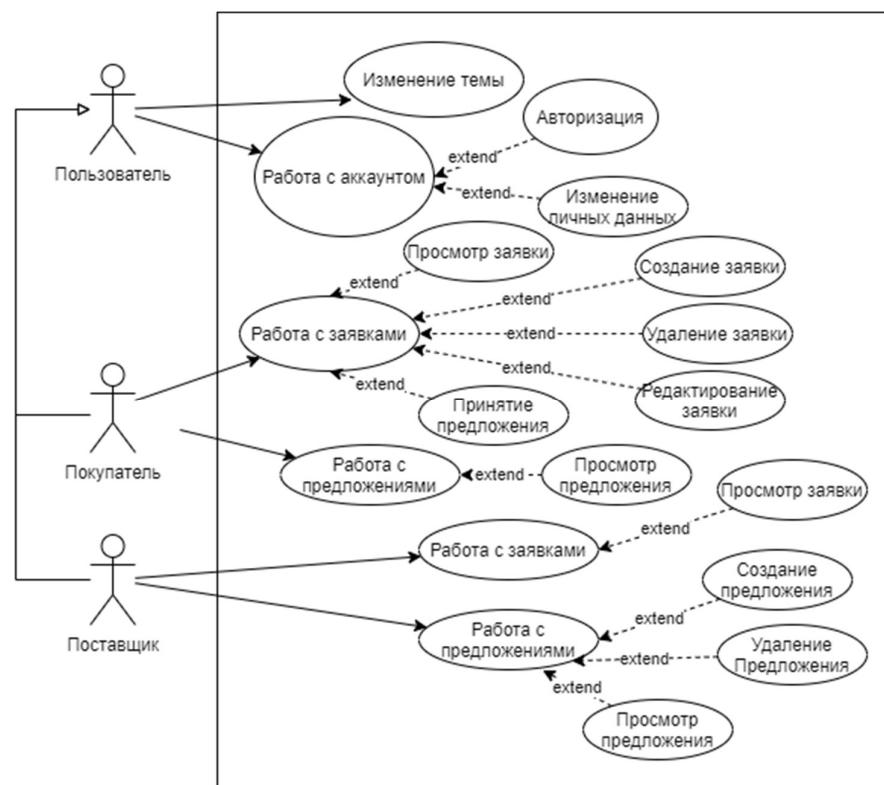 Изменение темы
Авторизация
extend
Пользователь
Работа с аккаунтом
extend
Изменение
личных данных
Просмотр заявки
extend
Создание заявки
extend
Работа с заявками
extend
Удаление заявки
extend
Редактирование
заявки
extend
Принятие
предложения
Покупатель
Работа с
предложениями
extend
Просмотр
предложения
Просмотр заявки
extend
Работа с заявками
Поставщик
Создание
предложения
extend
Работа с
предложениями
extend
Удаление
Предложения
extend
Просмотр
предложения